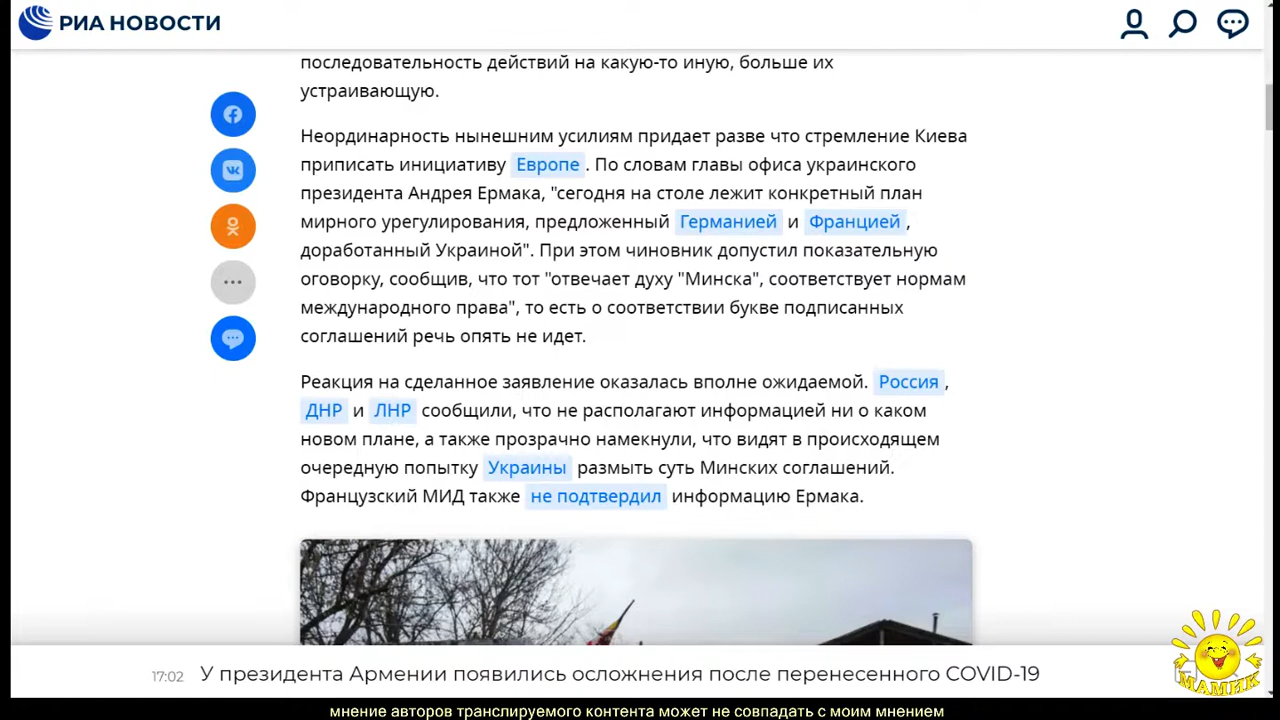 РИА НОВОСТИ
последовательность действий на какую-то иную, больше их
устраивающую.
Неординарность нынешним усилиям придает разве что стремление Киева
приписать инициативу Европе. По словам главы офиса украинского
президента Андрея Ермака, "сегодня на столе лежит конкретный план
мирного урегулирования, предложенный Германией и Францией,
доработанный Украиной". При этом чиновник допустил показательную
оговорку, сообщив, что тот "отвечает духу "Минска", соответствует нормам
международного права", то есть о соответствии букве подписанных
соглашений речь опять не идет.
Реакция на сделанное заявление оказалась вполне ожидаемой. Россия,
ДНР и ЛНР сообщили, что не располагают информацией ни о каком
новом плане, а также прозрачно намекнули, что видят в происходящем
очередную попытку Украины размыть суть Минских соглашений.
Французский МИД также не подтвердил информацию Ермака.
17:02 У президента Армении появились осложнения после перенесенного COVID-19
МАМИК
мнение авторов транслируемого контента может не совпадать с моим мнением